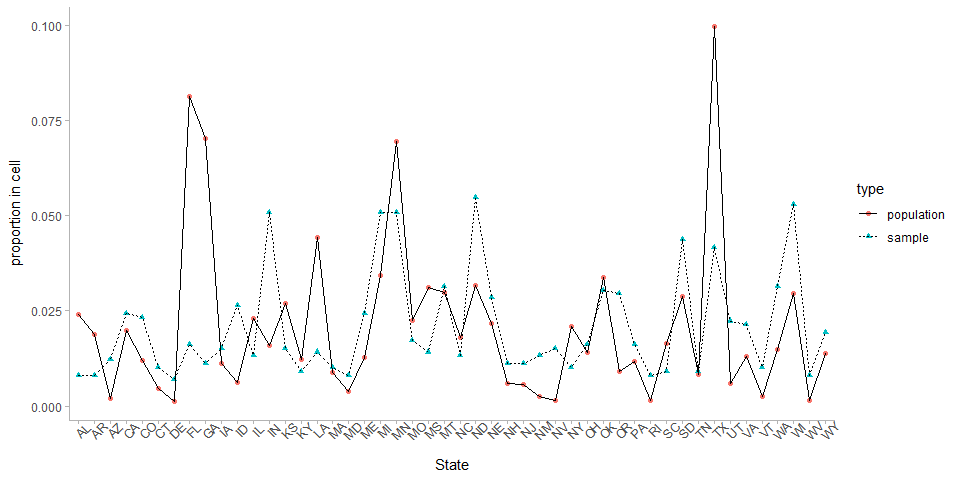 0.100
0.075
0.050
0.025
0.000
proportion in cell
AL AR AZ CA CO CT DE FL GA IA ID IL IN KS KY LA MA MD ME MI MN MO MS MT NC ND NE NH NJ NM NV NY OH OK OR PA RI SC SD TN TX UT VA VT WA WI WV WY
State
type
population
sample